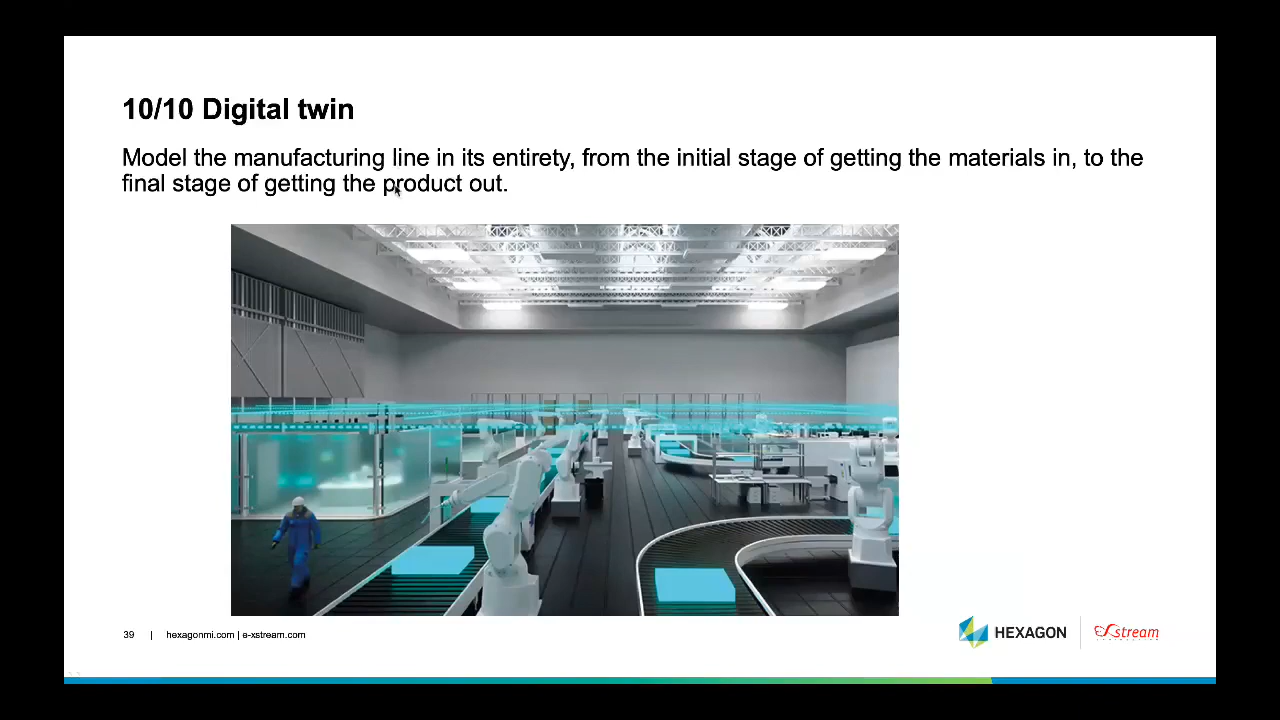 10/10 Digital twin
Model the manufacturing line in its entirety, from the initial stage of getting the materials in, to the
final stage of getting the product out.
39 | hexagonmi.com | e-xstream.com
HEXAGON
Xstream